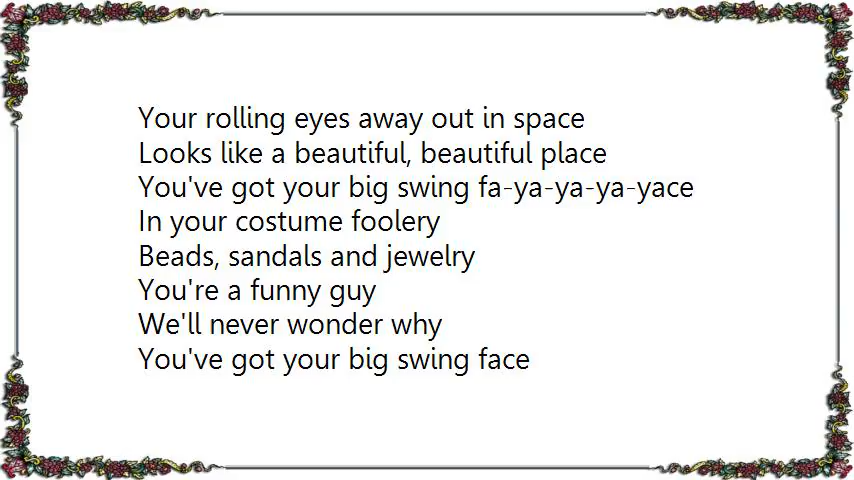 Your rolling eyes away out in space
Looks like a beautiful, beautiful place
You've got your big swing fa-ya-ya-ya-yace
In your costume foolery
Beads, sandals and jewelry
You're a funny guy
We'll never wonder why
You've got your big swing face